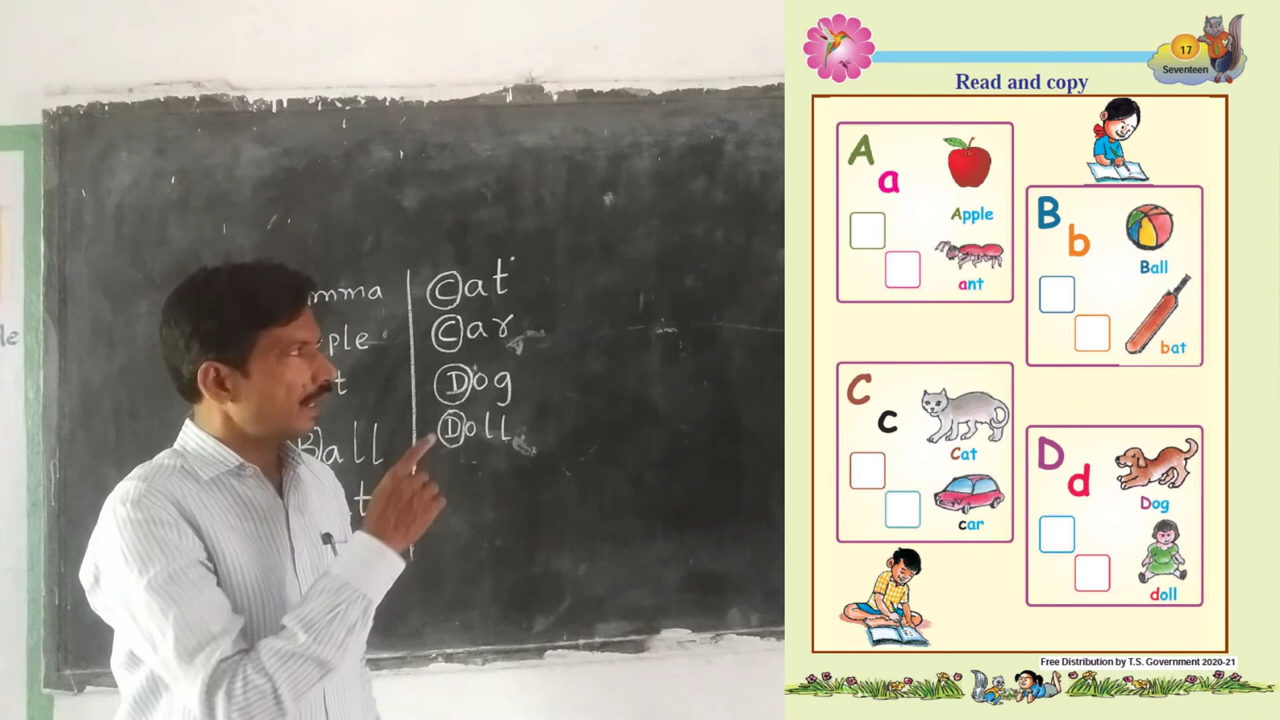 le
mma
ple
t
Ball
t
Cat
Car
Dog
Doll
17
Seventeen
Read and copy
A
a
Apple
ant
B
b
Ball
bat
C
c
Cat
car
D
d
Dog
doll
Free Distribution by T.S. Government 2020-21